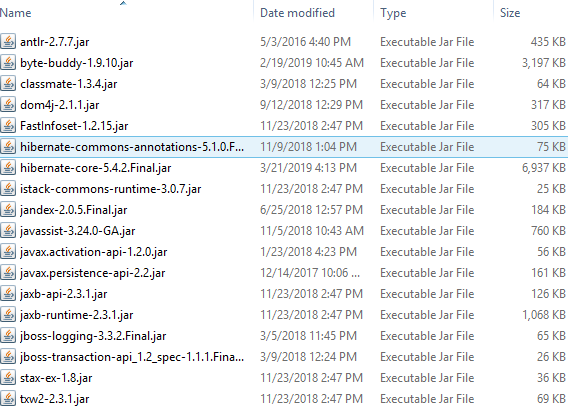 Name Date modified Type Size
antlr-2.7.7.jar 5/3/2016 4:40 PM Executable Jar File 435 KB
byte-buddy-1.9.10.jar 2/19/2019 10:45 AM Executable Jar File 3,197 KB
classmate-1.3.4.jar 3/9/2018 12:25 PM Executable Jar File 64 KB
dom4j-2.1.1.jar 9/12/2018 12:29 PM Executable Jar File 317 KB
FastInfoset-1.2.15.jar 11/23/2018 2:47 PM Executable Jar File 305 KB
hibernate-commons-annotations-5.1.0.F... 11/9/2018 1:04 PM Executable Jar File 75 KB
hibernate-core-5.4.2.Final.jar 3/21/2019 4:13 PM Executable Jar File 6,937 KB
istack-commons-runtime-3.0.7.jar 11/23/2018 2:47 PM Executable Jar File 25 KB
jandex-2.0.5.Final.jar 6/25/2018 12:57 PM Executable Jar File 184 KB
javassist-3.24.0-GA.jar 11/5/2018 10:43 AM Executable Jar File 760 KB
javax.activation-api-1.2.0.jar 1/23/2018 4:23 PM Executable Jar File 56 KB
javax.persistence-api-2.2.jar 12/14/2017 10:06 ... Executable Jar File 161 KB
jaxb-api-2.3.1.jar 11/23/2018 2:47 PM Executable Jar File 126 KB
jaxb-runtime-2.3.1.jar 11/23/2018 2:47 PM Executable Jar File 1,068 KB
jboss-logging-3.3.2.Final.jar 3/5/2018 11:45 PM Executable Jar File 65 KB
jboss-transaction-api_1.2_spec-1.1.1.Fina... 3/9/2018 12:24 PM Executable Jar File 26 KB
stax-ex-1.8.jar 11/23/2018 2:47 PM Executable Jar File 36 KB
txw2-2.3.1.jar 11/23/2018 2:47 PM Executable Jar File 69 KB